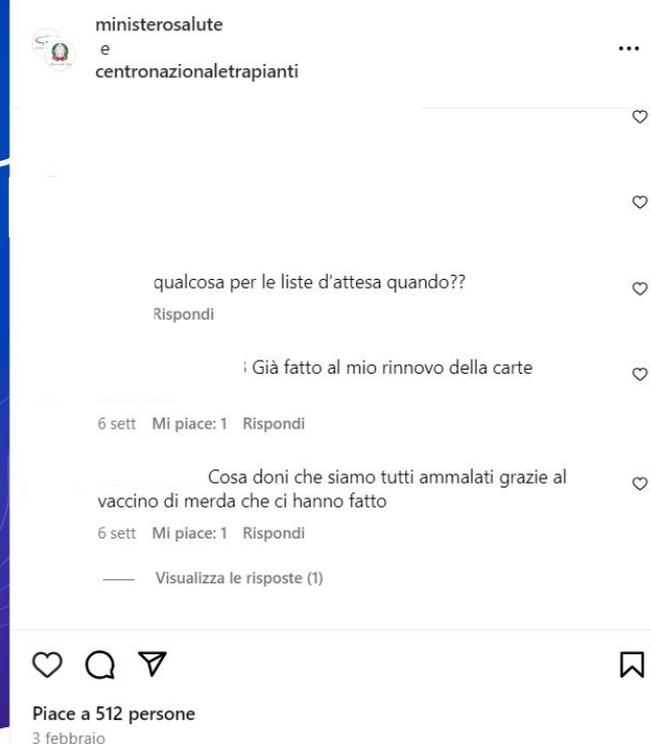 ministerosalute
e
centronazionaletrapianti
qualcosa per le liste d'attesa quando??
Rispondi
Già fatto al mio rinnovo della carte
6 sett Mi piace: 1 Rispondi
Cosa doni che siamo tutti ammalati grazie al
vaccino di merda che ci hanno fatto
6 sett Mi piace: 1 Rispondi
Visualizza le risposte (1)
Piace a 512 persone
3 febbraio